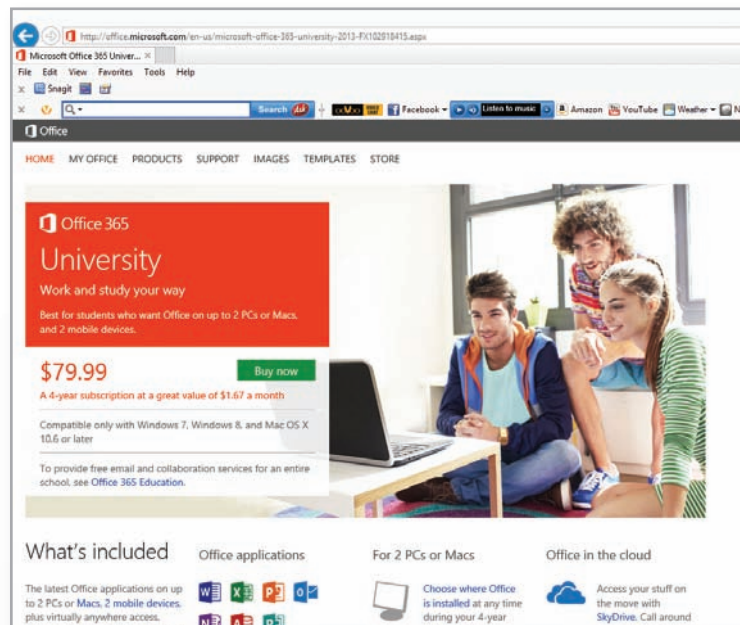 http://office.microsoft.com/en-us/microsoft-office-365-university-2013-FX102918415.aspx
Microsoft Office 365 Univer... ×
File Edit View Favorites Tools Help
x Snagit
x Search Ask ooVoo Facebook Listen to music Amazon YouTube Weather N
Office
HOME MY OFFICE PRODUCTS SUPPORT IMAGES TEMPLATES STORE
Office 365
University
Work and study your way
Best for students who want Office on up to 2 PCs or Macs,
and 2 mobile devices.
$79.99 Buy now
A 4-year subscription at a great value of $1.67 a month
Compatible only with Windows 7, Windows 8, and Mac OS X
10.6 or later
To provide free email and collaboration services for an entire
school, see Office 365 Education.
What's included
The latest Office applications on up
to 2 PCs or Macs, 2 mobile devices,
plus virtually anywhere access.
Office applications
For 2 PCs or Macs
Choose where Office
is installed at any time
during your 4-year
Office in the cloud
Access your stuff on
the move with
SkyDrive. Call around